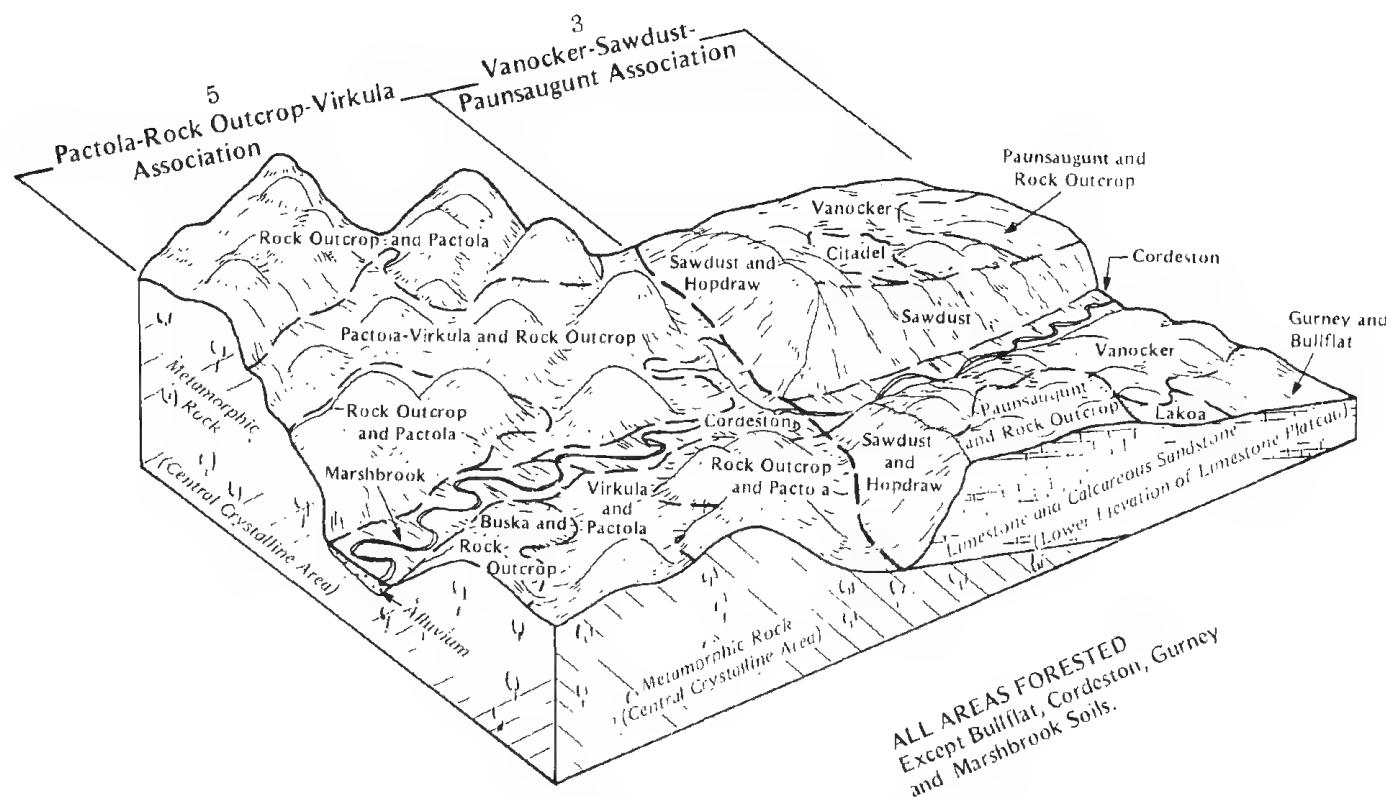 3
Vanocker-Sawdust-
Paunsaugunt Association
5
Pactola-Rock Outcrop-Virkula
Association
Paunsaugunt and
Rock Outcrop
Vanocker
Rock Outcrop and Pactola
Citadel
Sawdust and
Hopdraw
Cordeston
Sawdust
Pactola-Virkula and Rock Outcrop
Gurney and
Bullflat
Vanocker
Metamorphic
Rock
(Central Crystalline Area)
Rock Outcrop
and Pactola
Paunsaugunt
and Rock Outcrop
Lakoa
Cordeston
Sawdust
and
Hopdraw
Marshbrook
Rock Outcrop
and Pacto a
Virkula
and
Pactola
Buska and
Rock
Outcrop
Limestone and Calcareous Sandstone
(Lower Elevation of Limestone Plateau)
Alluvium
Metamorphic Rock
(Central Crystalline Area)
ALL AREAS FORESTED
Except Bullflat, Cordeston, Gurney
and Marshbrook Soils.